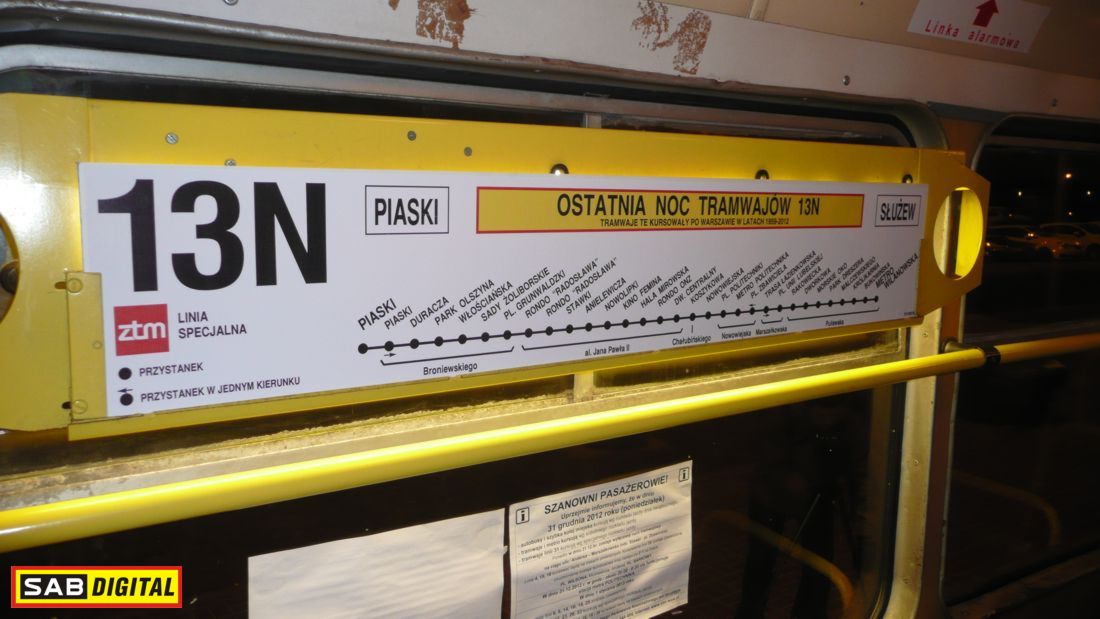 Linka alarmowa
13N
PIASKI
OSTATNIA NOC TRAMWAJÓW 13N
TRAMWAJE TE KURSOWAŁY PO WARSZAWIE W LATACH 1959-2012
SŁUŻEW
ztm
LINIA
SPECJALNA
PRZYSTANEK
PRZYSTANEK W JEDNYM KIERUNKU
PIASKI
PIASKI
DURACZA
PARK OLSZYNA
WŁOŚCIAŃSKA
SADY ŻOLIBORSKIE
PL. GRUNWALDZKI
RONDO "RADOSŁAWA"
RONDO "RADOSŁAWA"
STAWKI
ANIELEWICZA
NOWOLIPKI
KINO FEMINA
HALA MIROWSKA
RONDO ONZ
DW. CENTRALNY
KOSZYKOWA
NOWOWIEJSKA
PL. POLITECHNIKI
METRO POLITECHNIKA
PL. ZBAWICIELA
TRASA ŁAZIENKOWSKA
PL. UNII LUBELSKIEJ
RAKOWIECKA
DWORKOWA
MORSKIE OKO
PARK DRESZERA
MALCZEWSKIEGO
KRÓLIKARNIA
METRO
WILANOWSKA
Broniewskiego
al. Jana Pawła II
Chałubińskiego
Nowowiejska
Marszałkowska
Puławska
SZANOWNI PASAŻEROWIE!
Uprzejmie informujemy, że w dniu
31 grudnia 2012 roku (poniedziałek)
SAB DIGITAL